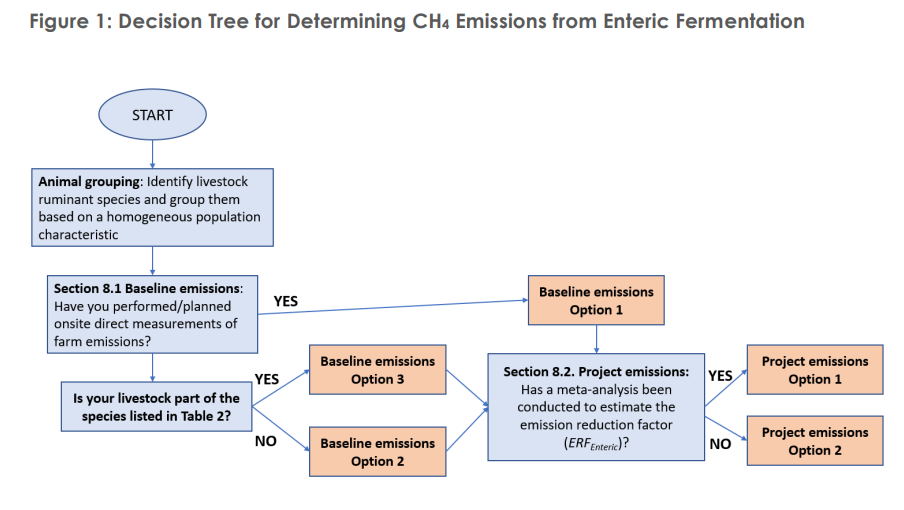 Figure 1: Decision Tree for Determining CH4 Emissions from Enteric Fermentation
START
Animal grouping: Identify livestock
ruminant species and group them
based on a homogeneous population
characteristic
Section 8.1 Baseline emissions:
Have you performed/planned
onsite direct measurements of
farm emissions?
YES
Baseline emissions
Option 1
Is your livestock part of the
species listed in Table 2?
YES
NO
Baseline emissions
Option 3
Baseline emissions
Option 2
Section 8.2. Project emissions:
Has a meta-analysis been
conducted to estimate the
emission reduction factor
(ERFEnteric)?
YES
NO
Project emissions
Option 1
Project emissions
Option 2